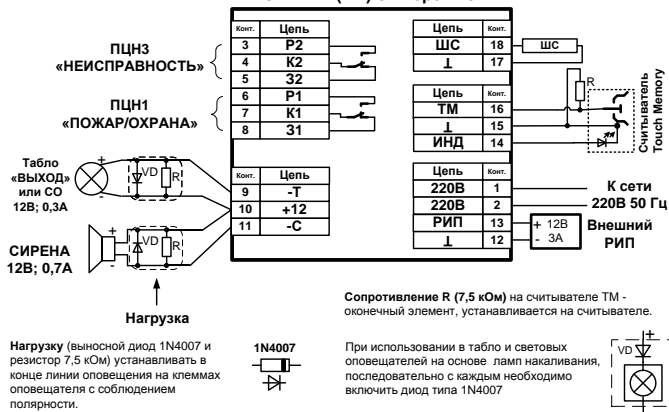 Конт. Цепь
3 Р2
4 К2
5 З2
6 Р1
7 К1
8 З1
ПЦН3
«НЕИСПРАВНОСТЬ»
ПЦН1
«ПОЖАР/ОХРАНА»
Цепь Конт.
ШС 18 ШС
⊥ 17
Цепь Конт.
ТМ 16
⊥ 15
ИНД 14
R
Считыватель
Touch Memory
Табло
«ВЫХОД»
или СО
12В; 0,3А
+
-
VD R
Конт. Цепь
9 -Т
10 +12
11 -С
СИРЕНА
12В; 0,7А
+
-
VD R
Нагрузка
Цепь Конт.
220В 1
220В 2
РИП 13
⊥ 12
К сети
220В 50 Гц
+ 12В
- 3А
Внешний
РИП
Сопротивление R (7,5 кОм) на считывателе ТМ -
оконечный элемент, устанавливается на считывателе.
Нагрузку (выносной диод 1N4007 и
резистор 7,5 кОм) устанавливать в
конце линии оповещения на клеммах
оповещателя с соблюдением
полярности.
1N4007
При использовании в табло и световых
оповещателей на основе ламп накаливания,
последовательно с каждым необходимо
включить диод типа 1N4007
+
VD
-